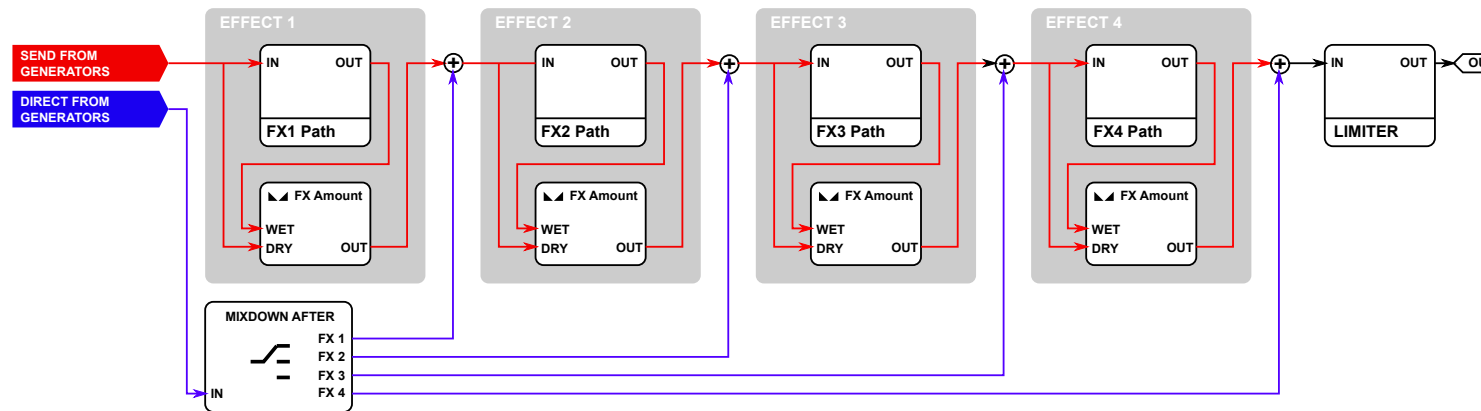 EFFECT 1
EFFECT 2
EFFECT 3
EFFECT 4
SEND FROM
GENERATORS
DIRECT FROM
GENERATORS
IN OUT
FX1 Path
IN OUT
FX2 Path
IN OUT
FX3 Path
IN OUT
FX4 Path
IN OUT
LIMITER
OU
FX Amount
WET
DRY
OUT
FX Amount
WET
DRY
OUT
FX Amount
WET
DRY
OUT
FX Amount
WET
DRY
OUT
MIXDOWN AFTER
FX 1
FX 2
FX 3
FX 4
IN